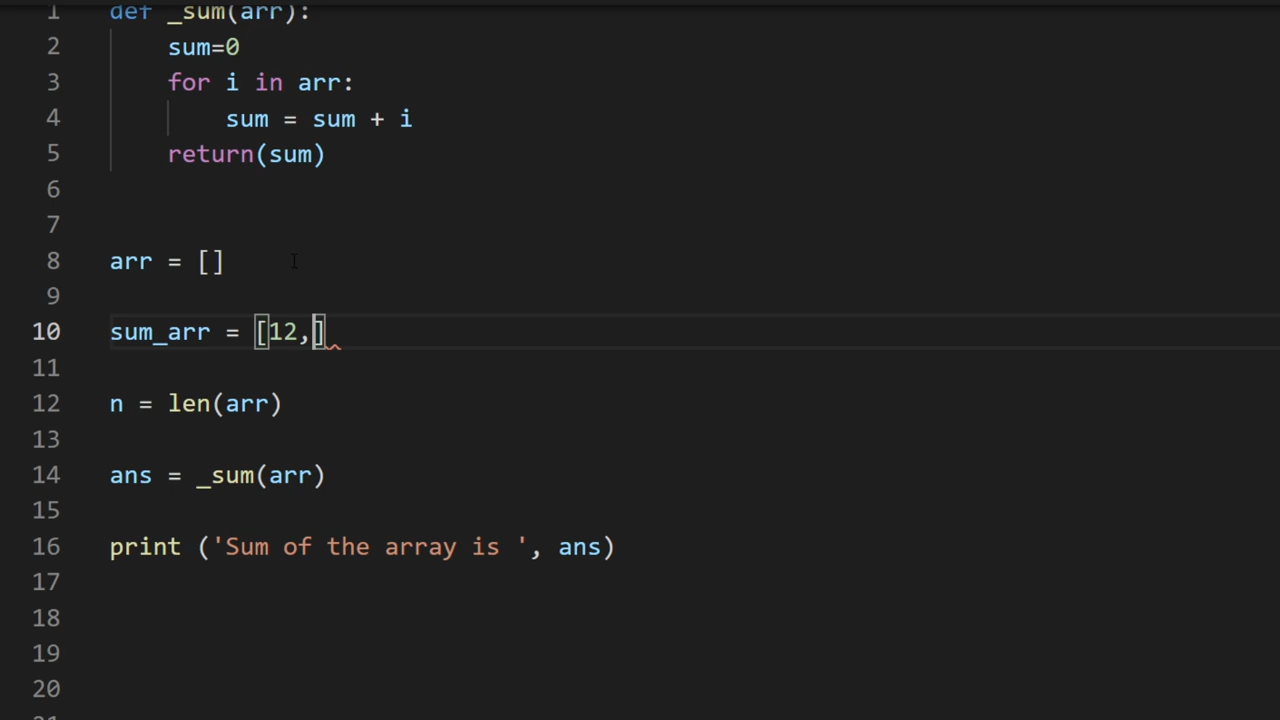 1 def _sum(arr):
2     sum=0
3     for i in arr:
4         sum = sum + i
5     return(sum)
6
7
8 arr = []
9
10 sum_arr = [12,]
11
12 n = len(arr)
13
14 ans = _sum(arr)
15
16 print ('Sum of the array is ', ans)
17
18
19
20
21